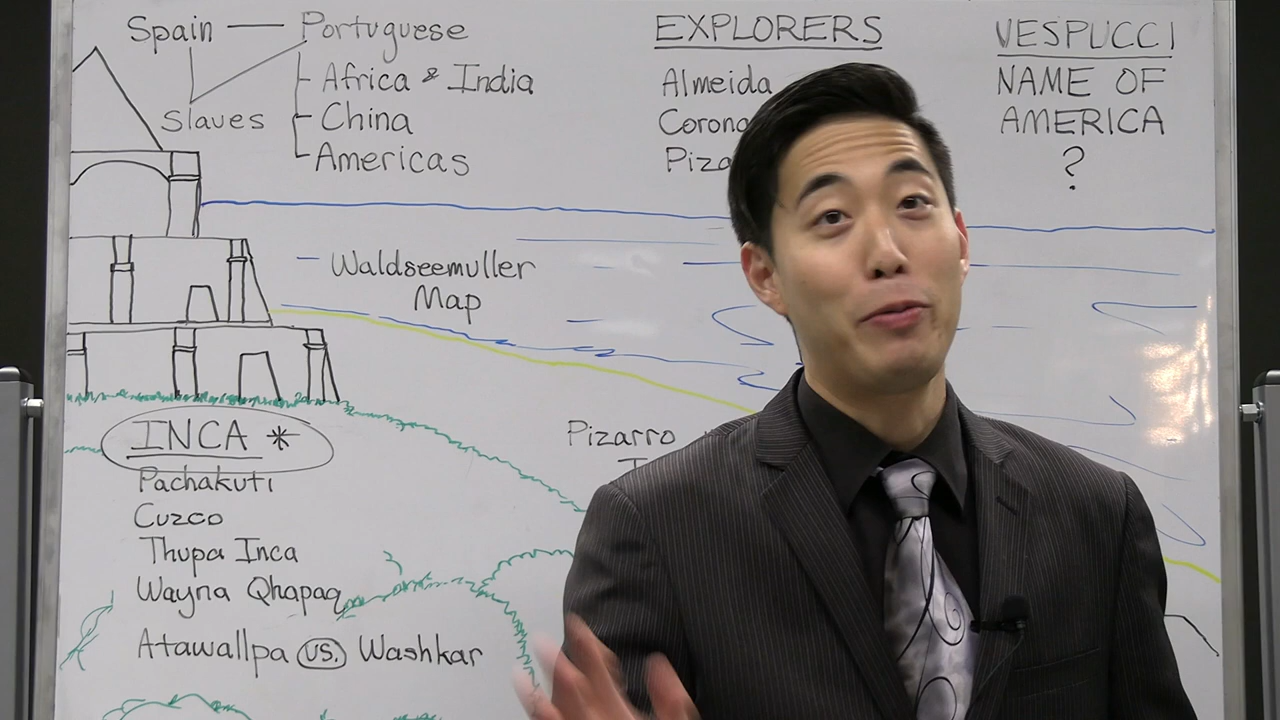 Spain — Portuguese
Slaves
Africa & India
China
Americas
EXPLORERS
Almeida
VESPUCCI
NAME OF
AMERICA
?
- Waldseemuller
Map
INCA *
Pachakuti
Cuzco
Thupa Inca
Wayna Qhapaq
Atawallpa VS. Washkar
Pizarro